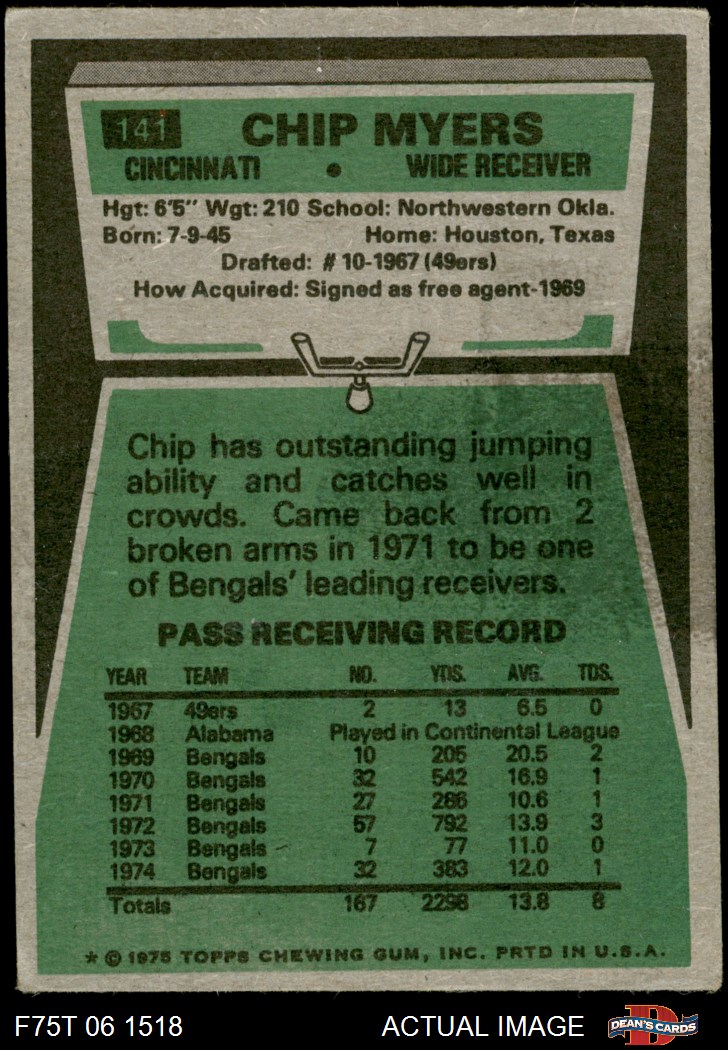 141 CHIP MYERS
CINCINNATI • WIDE RECEIVER
Hgt: 6'5" Wgt: 210 School: Northwestern Okla.
Born: 7-9-45 Home: Houston, Texas
Drafted: # 10-1967 (49ers)
How Acquired: Signed as free agent-1969
Chip has outstanding jumping
ability and catches well in
crowds. Came back from 2
broken arms in 1971 to be one
of Bengals' leading receivers.
PASS RECEIVING RECORD
YEAR TEAM NO. YDS. AVG. TDS.
1967 49ers 2 13 6.5 0
1968 Alabama Played in Continental League
1969 Bengals 10 205 20.5 2
1970 Bengals 32 542 16.9 1
1971 Bengals 27 286 10.6 1
1972 Bengals 57 792 13.9 3
1973 Bengals 7 77 11.0 0
1974 Bengals 32 383 12.0 1
Totals 167 2298 13.8 8
* © 1975 TOPPS CHEWING GUM, INC. PRTD IN U.S.A.
F75T 06 1518 ACTUAL IMAGE D DEAN'S CARDS